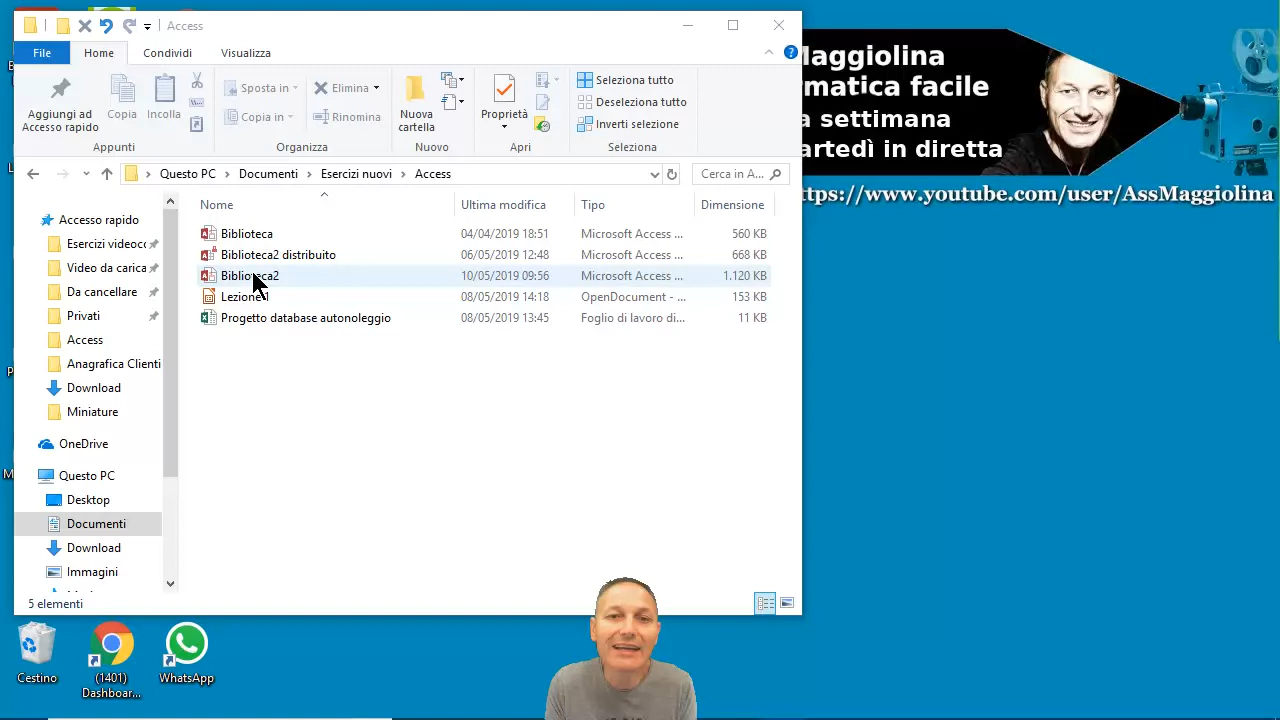 Access
File Home Condividi Visualizza
Aggiungi ad
Accesso rapido
Copia
Incolla
Appunti
Sposta in
Copia in
Elimina
Rinomina
Organizza
Nuova
cartella
Nuovo
Proprietà
Apri
Seleziona tutto
Deseleziona tutto
Inverti selezione
Seleziona
Questo PC Documenti Esercizi nuovi Access
Cerca in A...
Nome Ultima modifica Tipo Dimensione
Biblioteca 04/04/2019 18:51 Microsoft Access ... 560 KB
Biblioteca2 distribuito 06/05/2019 12:48 Microsoft Access ... 668 KB
Biblioteca2 10/05/2019 09:56 Microsoft Access ... 1.120 KB
Lezione1 08/05/2019 14:18 OpenDocument - ... 153 KB
Progetto database autonoleggio 08/05/2019 13:45 Foglio di lavoro di... 11 KB
Accesso rapido
Esercizi videoco
Video da carica
Da cancellare
Privati
Access
Anagrafica Clienti
Download
Miniature
OneDrive
Questo PC
Desktop
Documenti
Download
Immagini
5 elementi
Maggiolina
rmatica facile
a settimana
artedì in diretta
ttps://www.youtube.com/user/AssMaggiolina
Cestino
(1401)
Dashboar...
WhatsApp